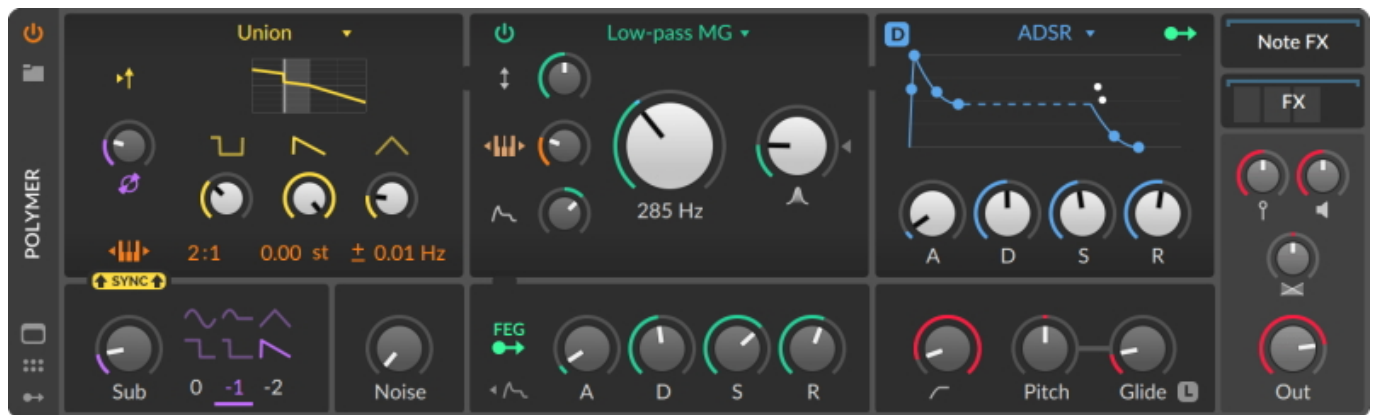 POLYMER
Union
2:1 0.00 st ± 0.01 Hz
SYNC
Sub
0 -1 -2
Noise
Low-pass MG
285 Hz
FEG
A D S R
D
ADSR
A D S R
Pitch Glide L
Note FX
FX
Out